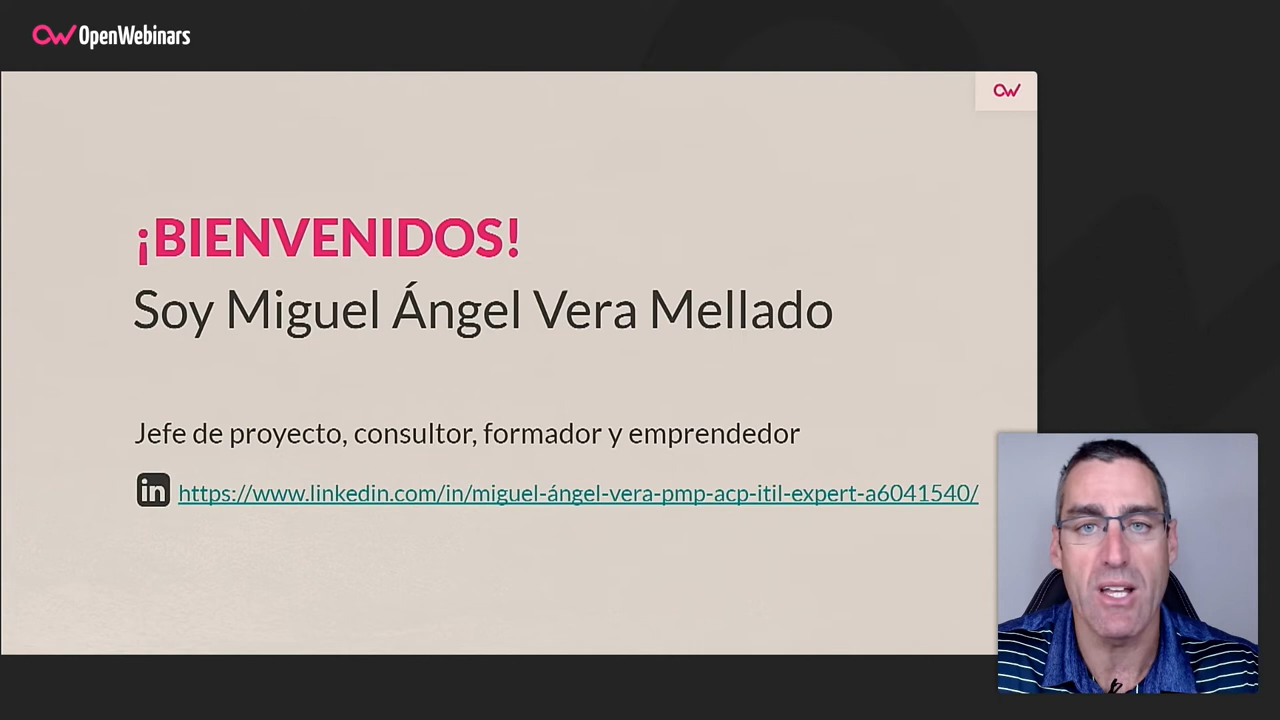 OpenWebinars
¡BIENVENIDOS!
Soy Miguel Ángel Vera Mellado
Jefe de proyecto, consultor, formador y emprendedor
in https://www.linkedin.com/in/miguel-ángel-vera-pmp-acp-itil-expert-a6041540/